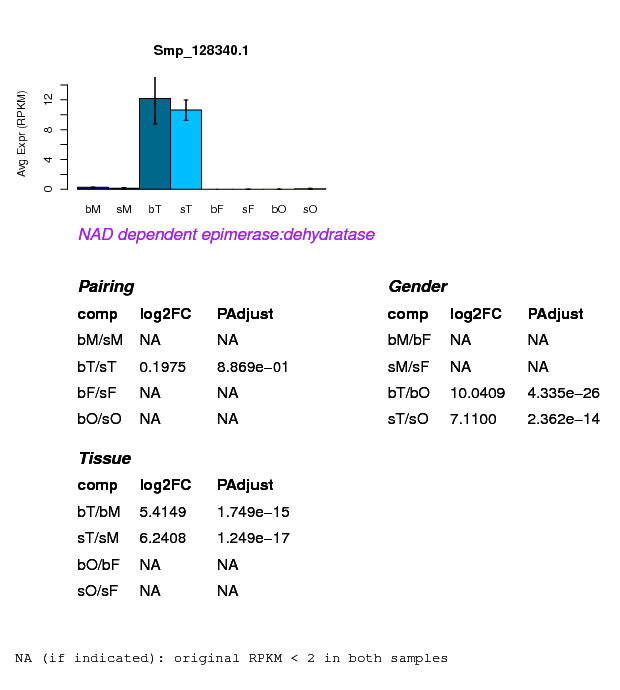 Smp_128340.1
Avg Expr (RPKM)
12
8
4
0
bM sM bT sT bF sF bO sO
NAD dependent epimerase:dehydratase
Pairing
comp log2FC PAdjust
bM/sM NA NA
bT/sT 0.1975 8.869e−01
bF/sF NA NA
bO/sO NA NA
Gender
comp log2FC PAdjust
bM/bF NA NA
sM/sF NA NA
bT/bO 10.0409 4.335e−26
sT/sO 7.1100 2.362e−14
Tissue
comp log2FC PAdjust
bT/bM 5.4149 1.749e−15
sT/sM 6.2408 1.249e−17
bO/bF NA NA
sO/sF NA NA
NA (if indicated): original RPKM < 2 in both samples